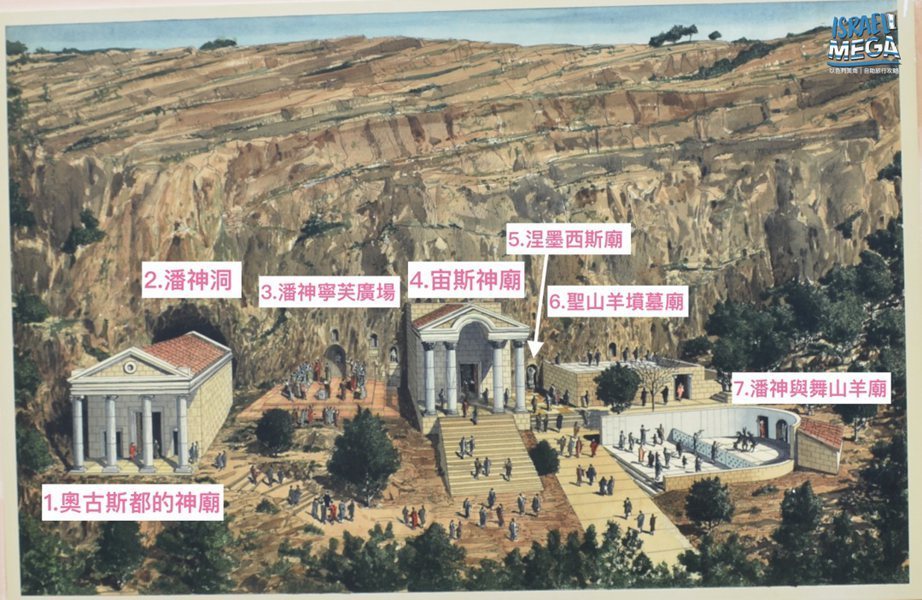 ISRAEL
MEGA
以色列美角｜自助旅行攻略
5.涅墨西斯廟
2.潘神洞
3.潘神寧芙廣場
4.宙斯神廟
6.聖山羊墳墓廟
7.潘神與舞山羊廟
1.奧古斯都的神廟